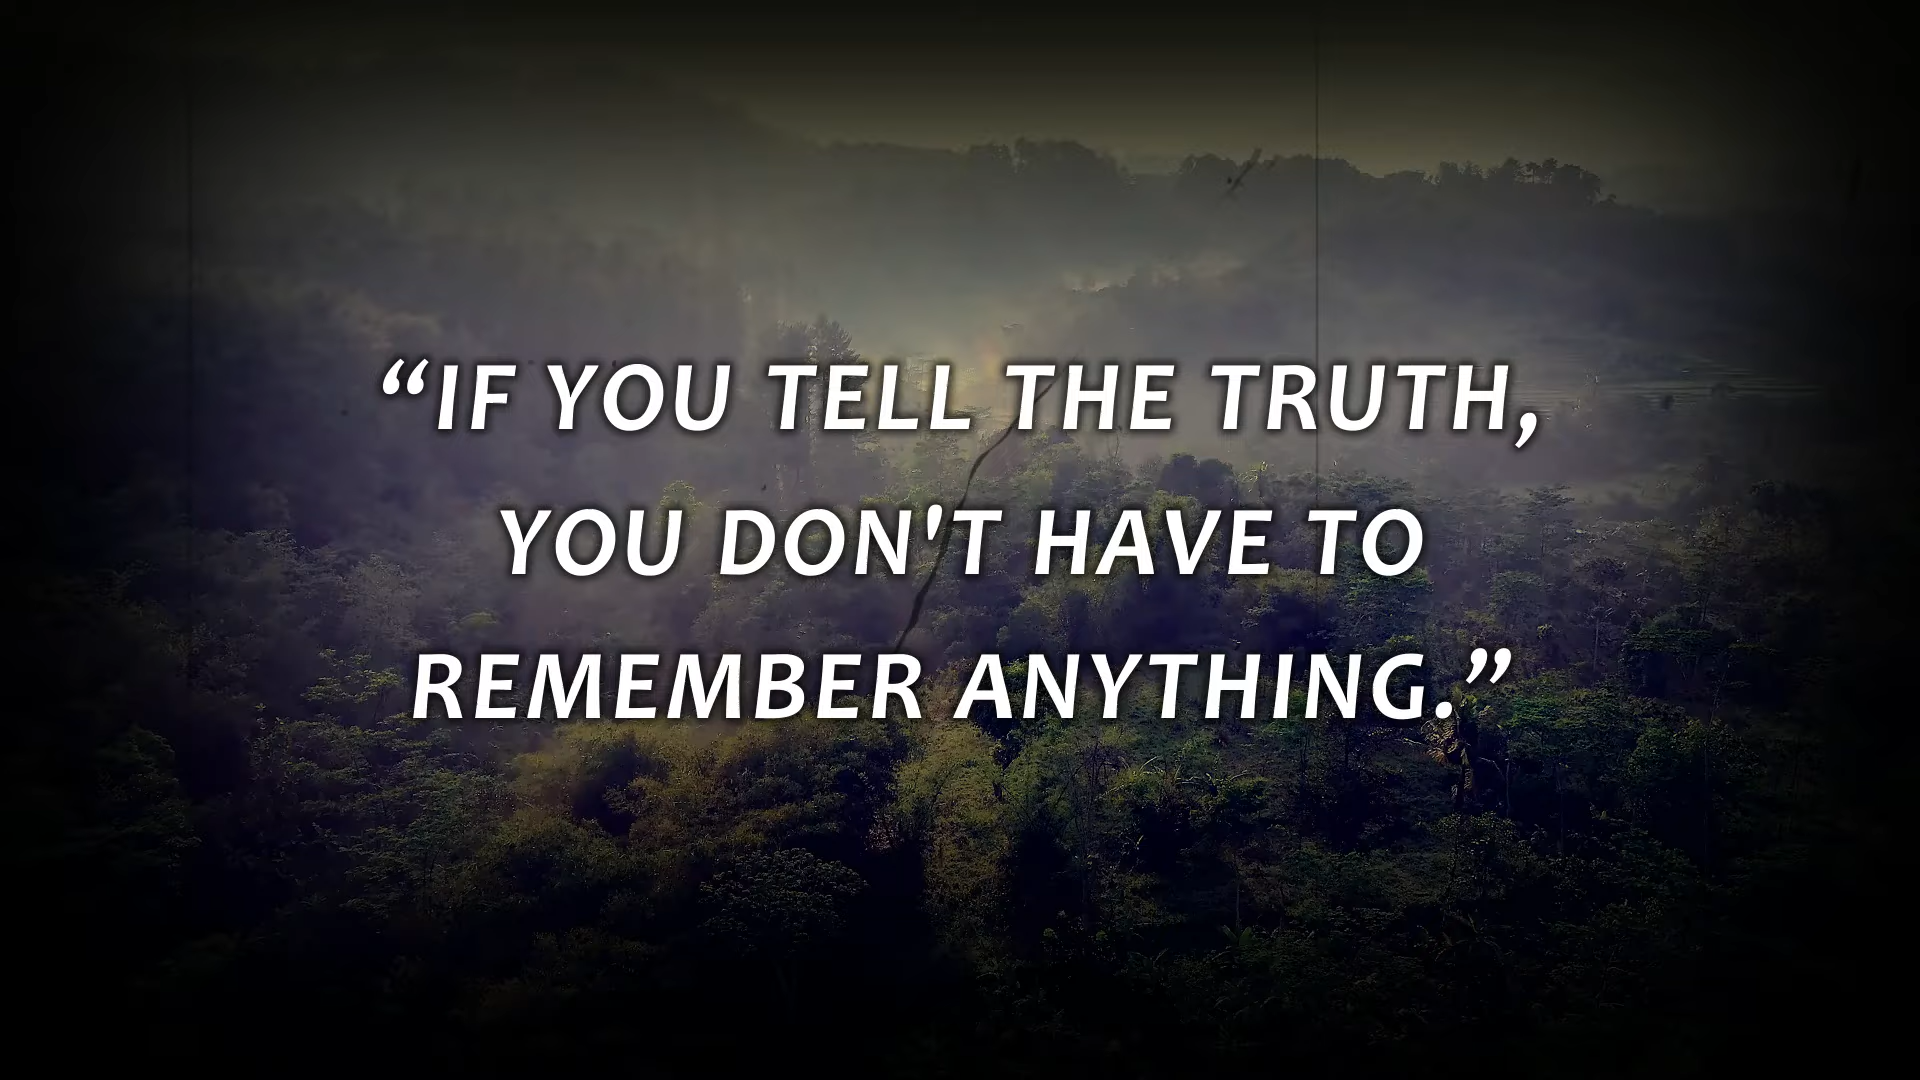 “IF YOU TELL THE TRUTH,
YOU DON'T HAVE TO
REMEMBER ANYTHING.”